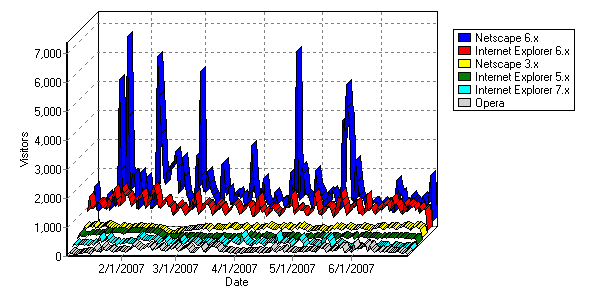 Netscape 6.x
Internet Explorer 6.x
Netscape 3.x
Internet Explorer 5.x
Internet Explorer 7.x
Opera
7,000
6,000
5,000
4,000
3,000
2,000
1,000
0
Visitors
2/1/2007 3/1/2007 4/1/2007 5/1/2007 6/1/2007
Date